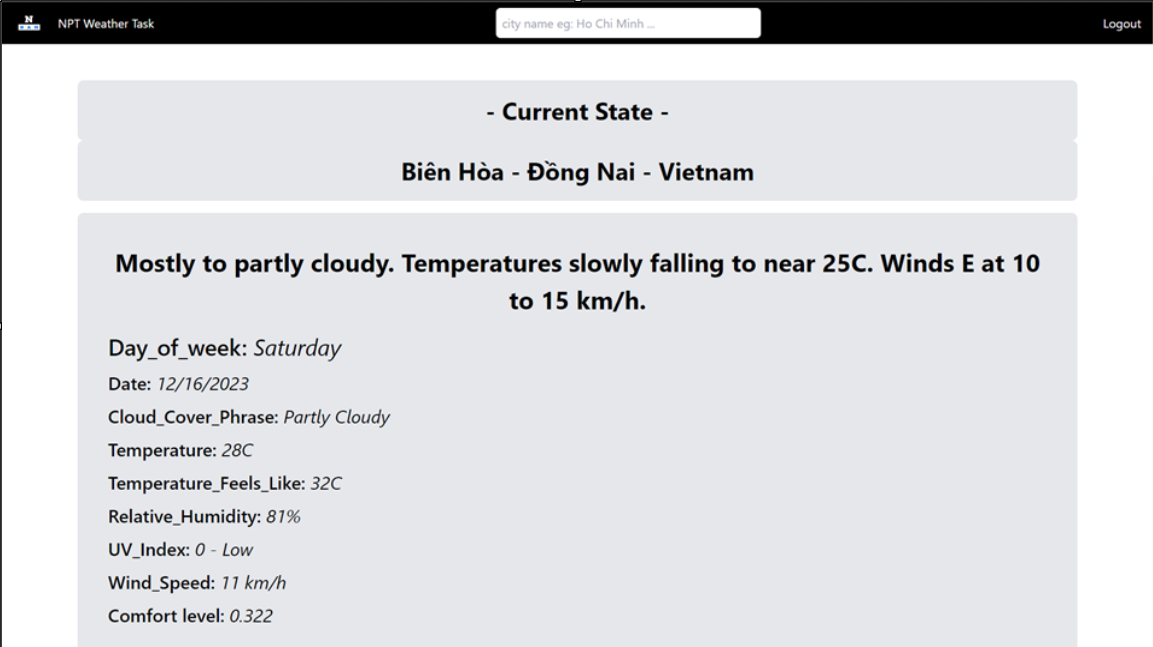 N
NPT Weather Task
city name eg: Ho Chi Minh ...
Logout
- Current State -
Biên Hòa - Đồng Nai - Vietnam
Mostly to partly cloudy. Temperatures slowly falling to near 25C. Winds E at 10
to 15 km/h.
Day_of_week: Saturday
Date: 12/16/2023
Cloud_Cover_Phrase: Partly Cloudy
Temperature: 28C
Temperature_Feels_Like: 32C
Relative_Humidity: 81%
UV_Index: 0 - Low
Wind_Speed: 11 km/h
Comfort level: 0.322